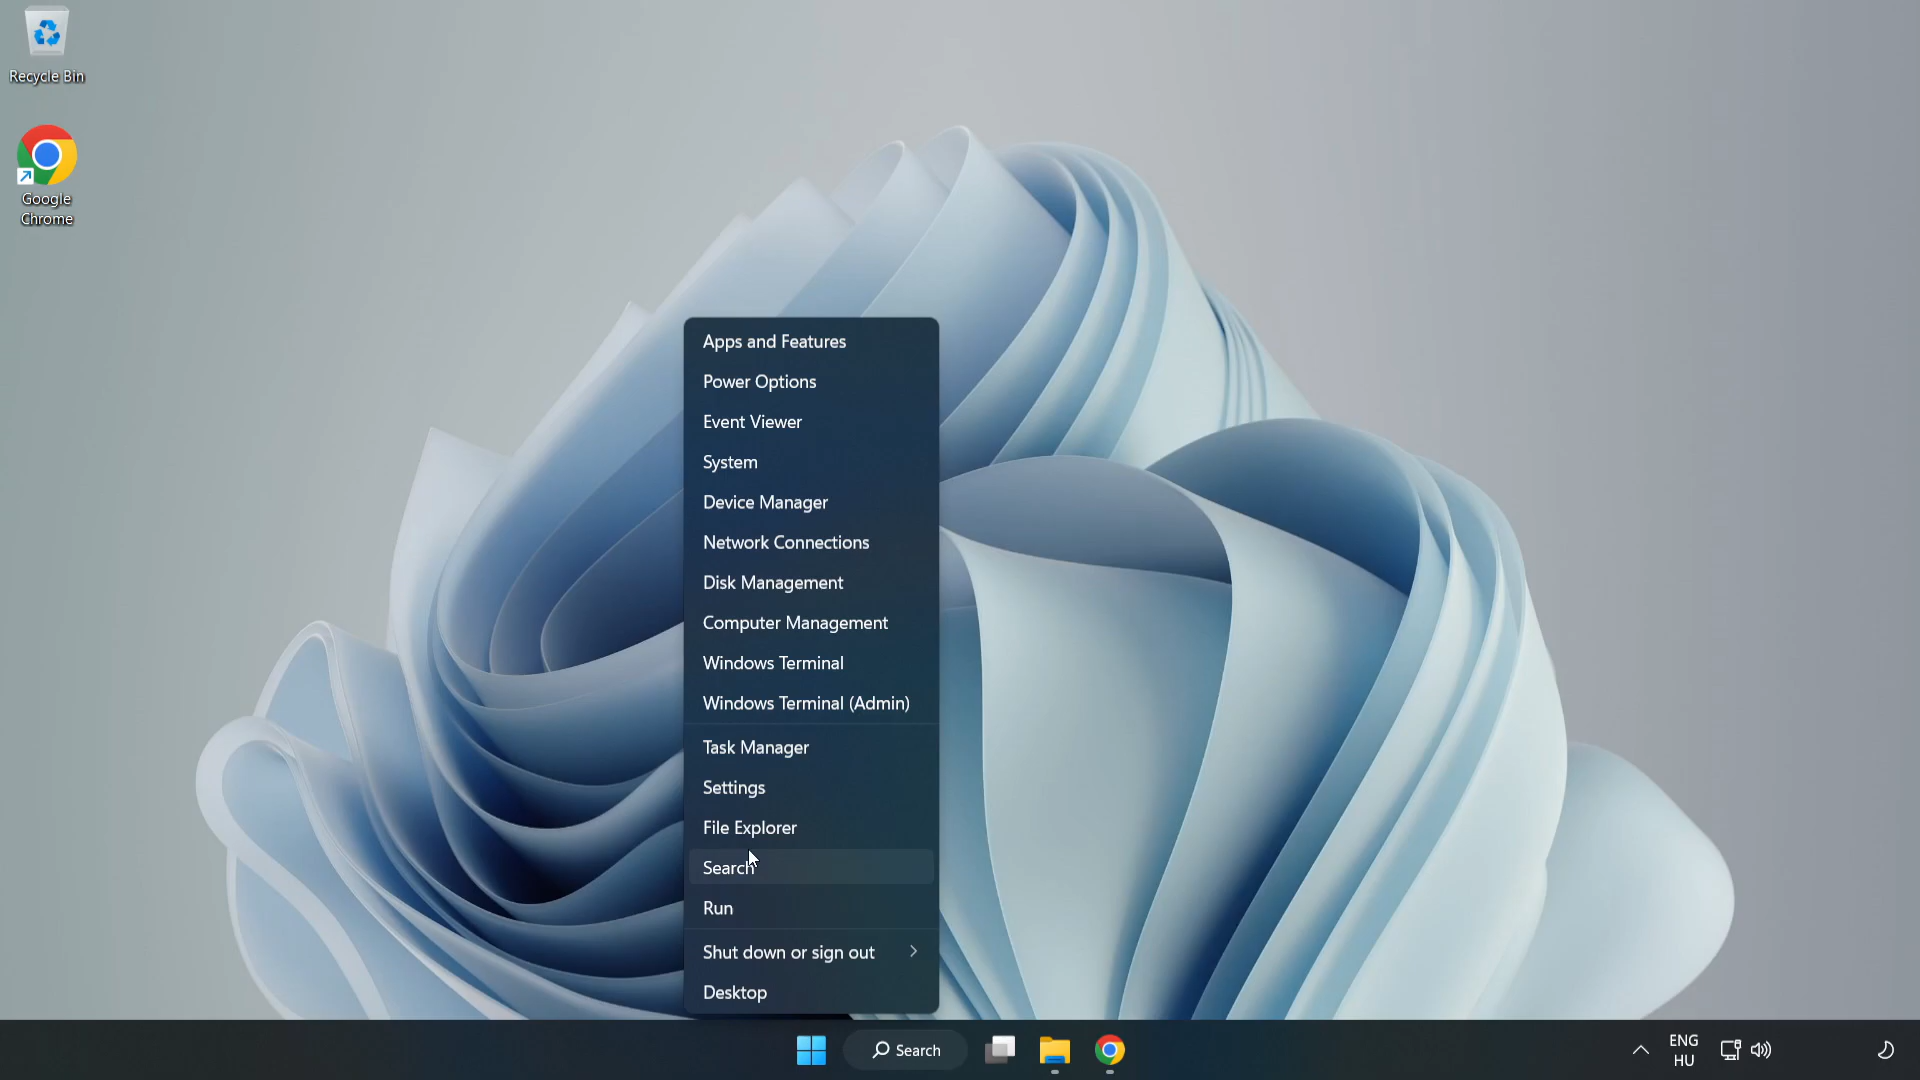 Recycle Bin
Google
Chrome
Apps and Features
Power Options
Event Viewer
System
Device Manager
Network Connections
Disk Management
Computer Management
Windows Terminal
Windows Terminal (Admin)
Task Manager
Settings
File Explorer
Search
Run
Shut down or sign out
Desktop
Search
ENG
HU